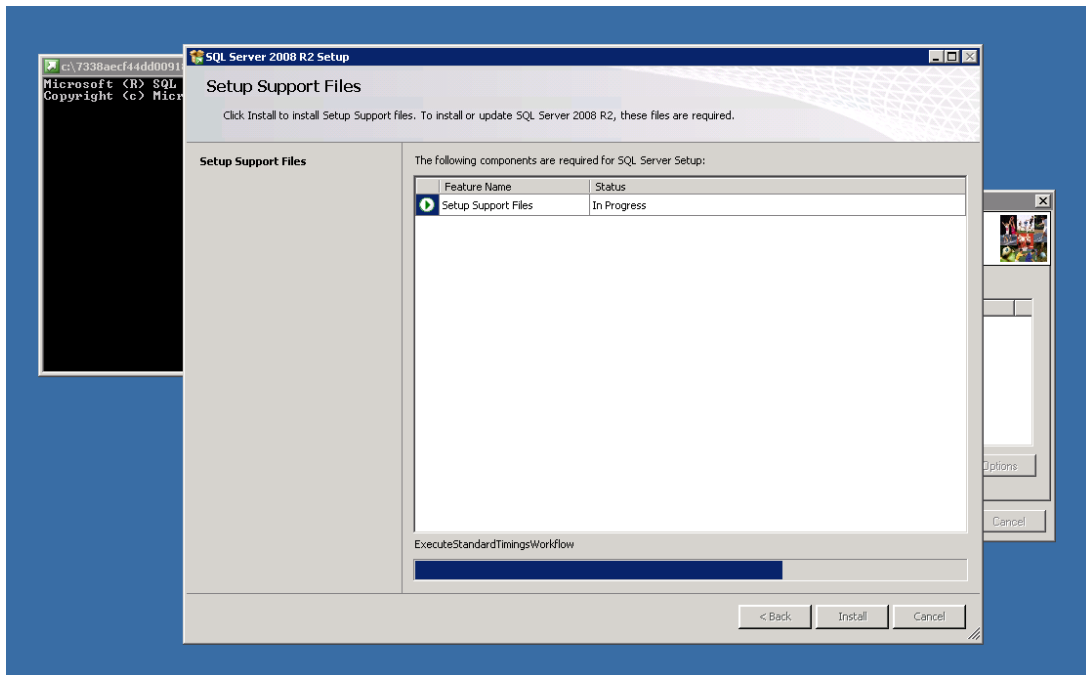 SQL Server 2008 R2 Setup
c:\7338aecf44dd0091
Microsoft (R) SQL
Copyright (c) Micr
Setup Support Files
Click Install to install Setup Support files. To install or update SQL Server 2008 R2, these files are required.
Setup Support Files
The following components are required for SQL Server Setup:
Feature Name Status
Setup Support Files In Progress
Options
Cancel
ExecuteStandardTimingsWorkflow
< Back Install Cancel